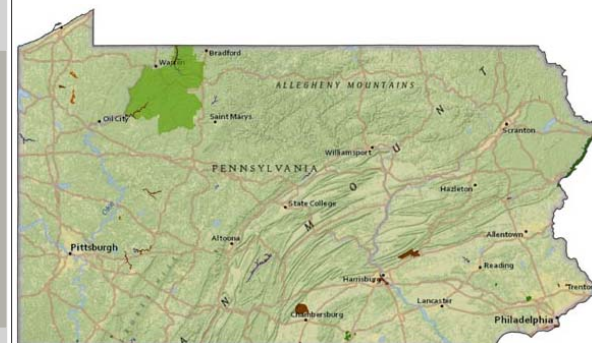 Bradford
Warren
ALLEGHENY MOUNTAINS
Oil City
Saint Marys
Scranton
Williamsport
PENNSYLVANIA
Hazleton
State College
Altoona
Allentown
Pittsburgh
Reading
Harrisburg
Trenton
Lancaster
Chambersburg
Philadelphia
M O U N T